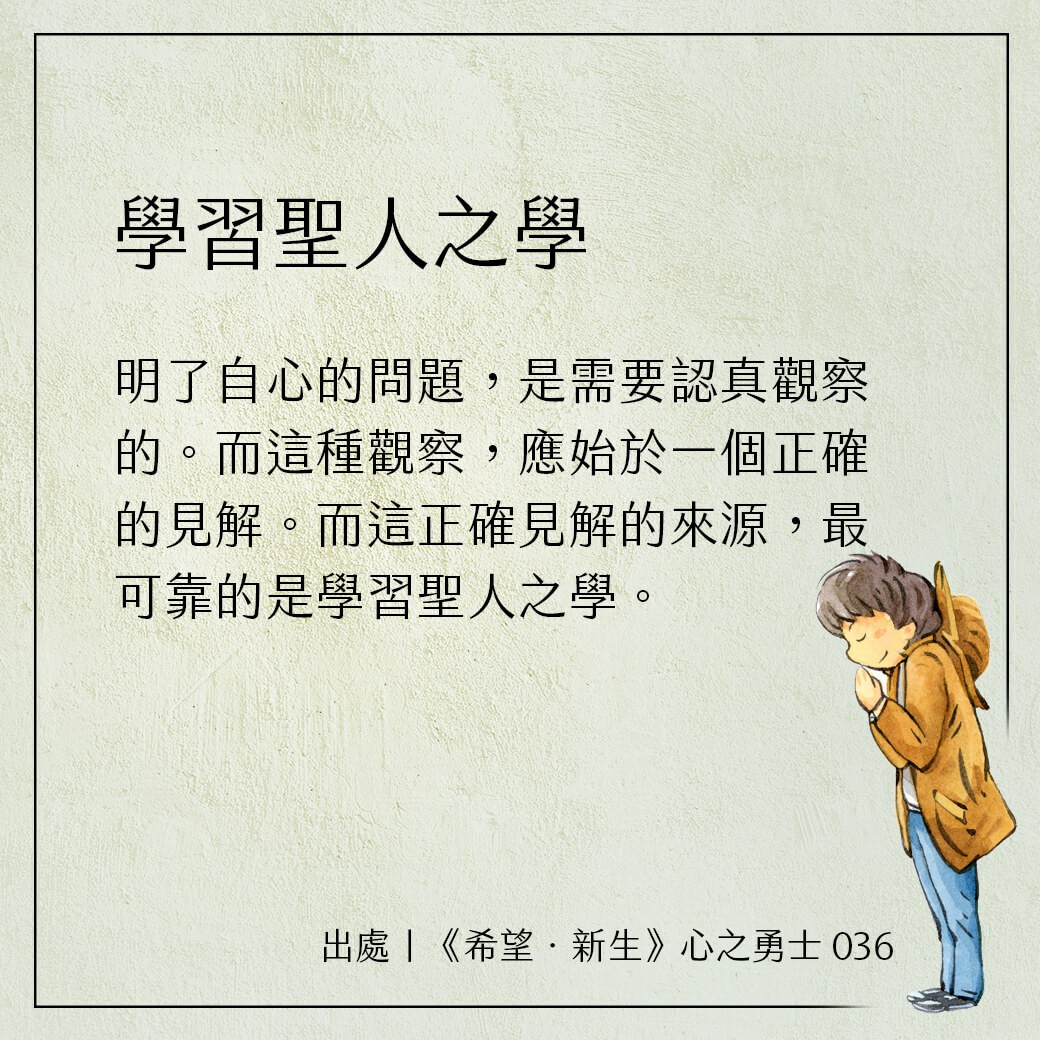 學習聖人之學
明了自心的問題，是需要認真觀察
的。而這種觀察，應始於一個正確
的見解。而這正確見解的來源，最
可靠的是學習聖人之學。
出處｜《希望．新生》心之勇士 036